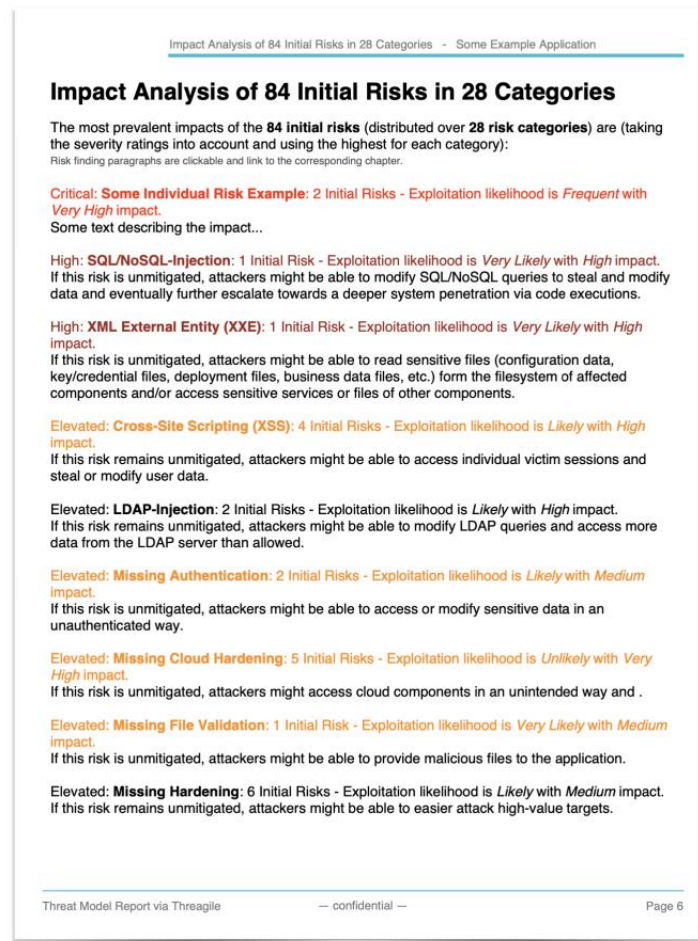 Impact Analysis of 84 Initial Risks in 28 Categories - Some Example Application
Impact Analysis of 84 Initial Risks in 28 Categories
The most prevalent impacts of the 84 initial risks (distributed over 28 risk categories) are (taking
the severity ratings into account and using the highest for each category):
Risk finding paragraphs are clickable and link to the corresponding chapter.
Critical: Some Individual Risk Example: 2 Initial Risks - Exploitation likelihood is Frequent with
Very High impact.
Some text describing the impact...
High: SQL/NoSQL-Injection: 1 Initial Risk - Exploitation likelihood is Very Likely with High impact.
If this risk is unmitigated, attackers might be able to modify SQL/NoSQL queries to steal and modify
data and eventually further escalate towards a deeper system penetration via code executions.
High: XML External Entity (XXE): 1 Initial Risk - Exploitation likelihood is Very Likely with High
impact.
If this risk is unmitigated, attackers might be able to read sensitive files (configuration data,
key/credential files, deployment files, business data files, etc.) form the filesystem of affected
components and/or access sensitive services or files of other components.
Elevated: Cross-Site Scripting (XSS): 4 Initial Risks - Exploitation likelihood is Likely with High
impact.
If this risk remains unmitigated, attackers might be able to access individual victim sessions and
steal or modify user data.
Elevated: LDAP-Injection: 2 Initial Risks - Exploitation likelihood is Likely with High impact.
If this risk remains unmitigated, attackers might be able to modify LDAP queries and access more
data from the LDAP server than allowed.
Elevated: Missing Authentication: 2 Initial Risks - Exploitation likelihood is Likely with Medium
impact.
If this risk is unmitigated, attackers might be able to access or modify sensitive data in an
unauthenticated way.
Elevated: Missing Cloud Hardening: 5 Initial Risks - Exploitation likelihood is Unlikely with Very
High impact.
If this risk is unmitigated, attackers might access cloud components in an unintended way and .
Elevated: Missing File Validation: 1 Initial Risk - Exploitation likelihood is Very Likely with Medium
impact.
If this risk is unmitigated, attackers might be able to provide malicious files to the application.
Elevated: Missing Hardening: 6 Initial Risks - Exploitation likelihood is Likely with Medium impact.
If this risk remains unmitigated, attackers might be able to easier attack high-value targets.
Threat Model Report via Threagile — confidential — Page 6